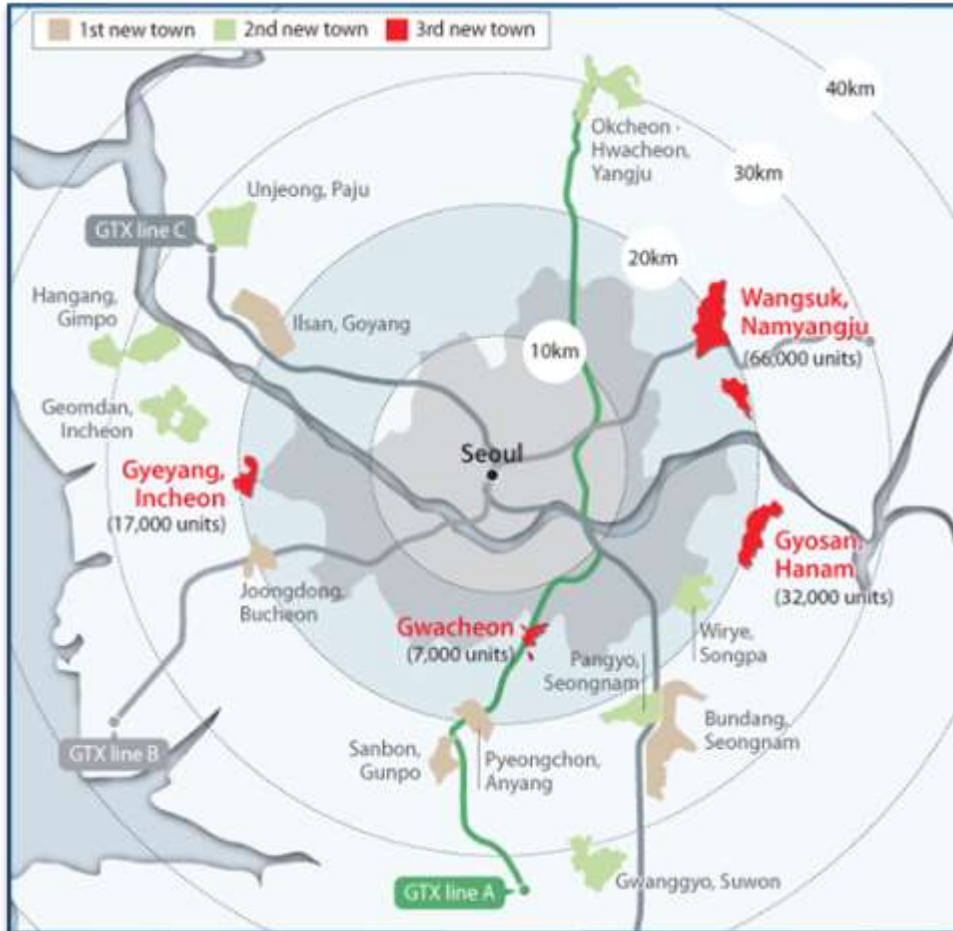 1st new town
2nd new town
3rd new town
40km
Okcheon ·
Hwacheon,
Yangju
30km
Unjeong, Paju
GTX line C
20km
Hangang,
Gimpo
Ilsan, Goyang
Wangsuk,
Namyangju
(66,000 units)
10km
Geomdan,
Incheon
Seoul
Gyeyang,
Incheon
(17,000 units)
Gyosan,
Hanam
(32,000 units)
Joongdong,
Bucheon
Gwacheon
(7,000 units)
Wirye,
Songpa
Pangyo,
Seongnam
Bundang,
Seongnam
GTX line B
Sanbon,
Gunpo
Pyeongchon,
Anyang
GTX line A
Gwanggyo, Suwon